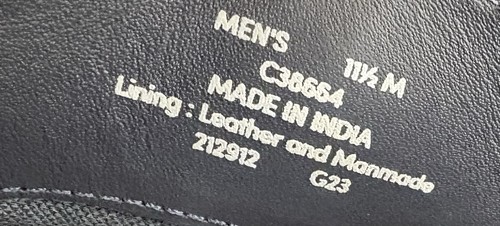 MEN'S 11½ M
C38664
MADE IN INDIA
Lining : Leather and Manmade
212912 G23